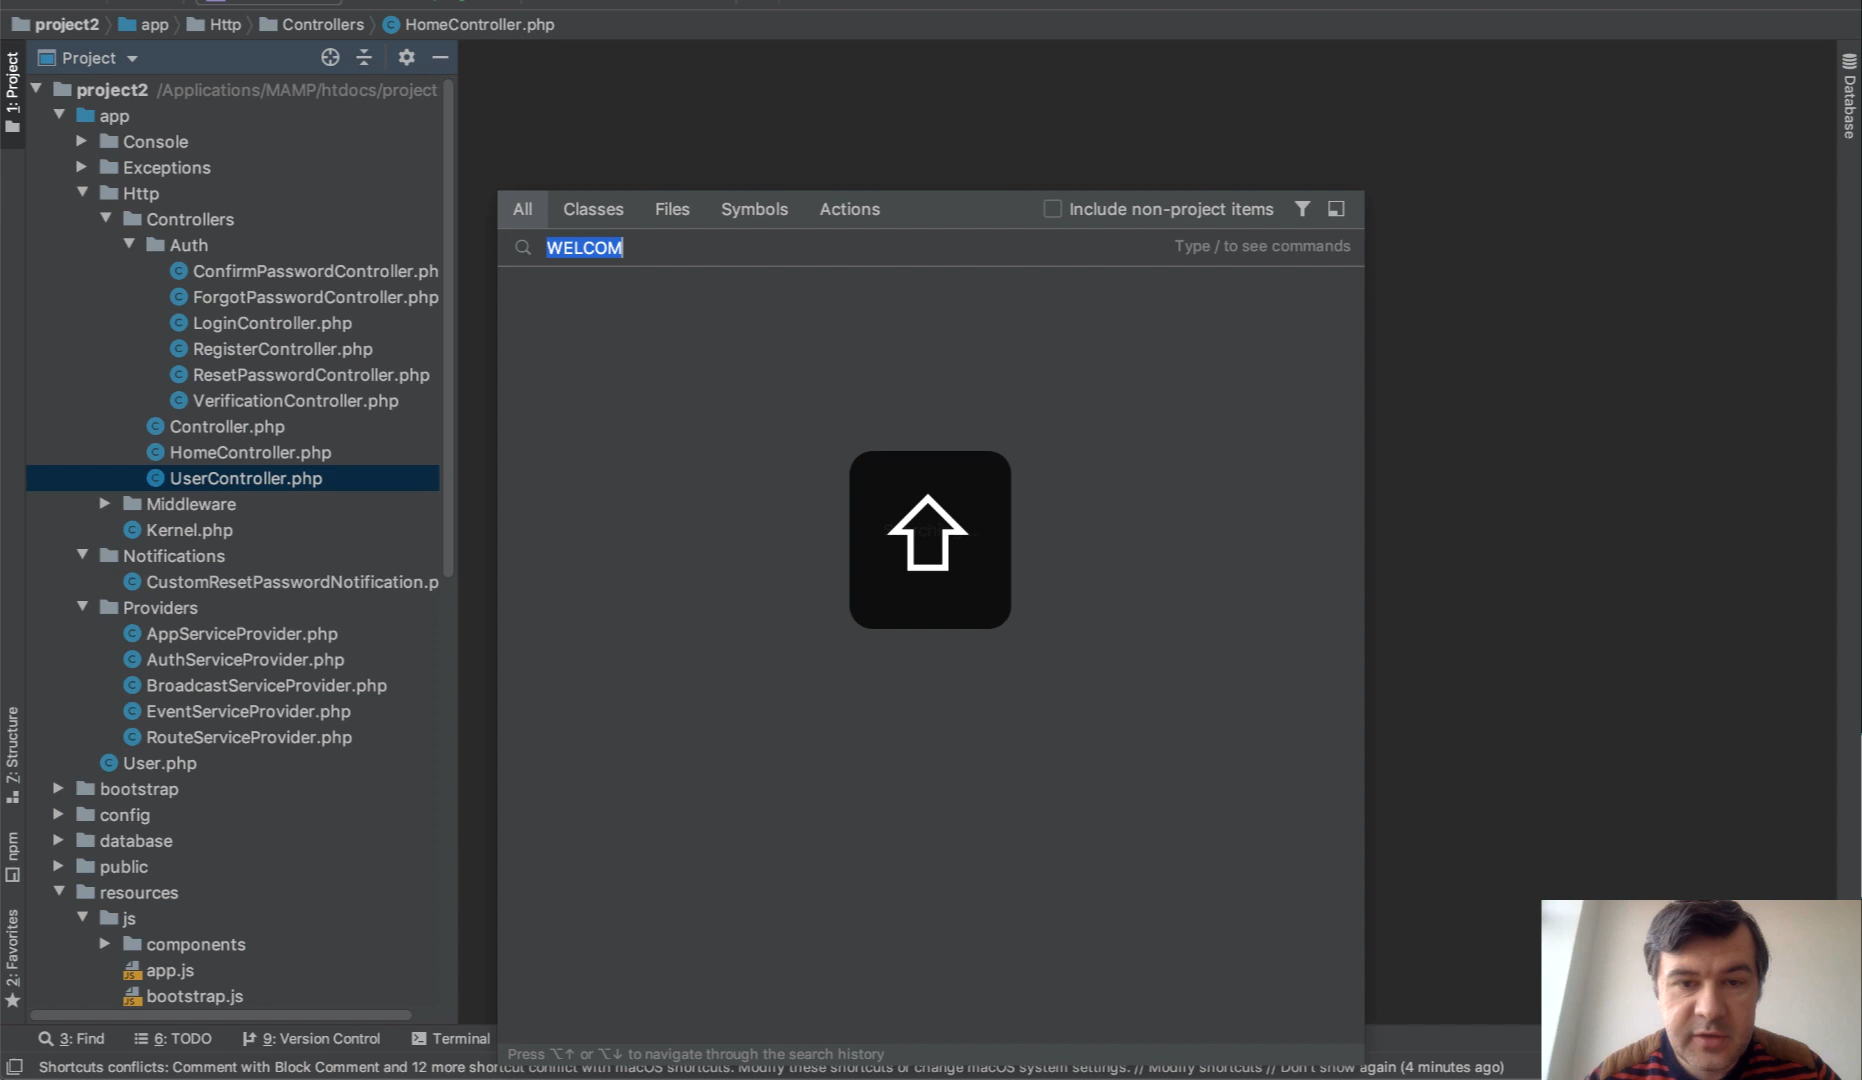 project2 app Http Controllers HomeController.php
1: Project
Project
project2 /Applications/MAMP/htdocs/project
app
Console
Exceptions
Http
Controllers
Auth
ConfirmPasswordController.ph
ForgotPasswordController.php
LoginController.php
RegisterController.php
ResetPasswordController.php
VerificationController.php
Controller.php
HomeController.php
UserController.php
Middleware
Kernel.php
Notifications
CustomResetPasswordNotification.p
Providers
AppServiceProvider.php
AuthServiceProvider.php
BroadcastServiceProvider.php
EventServiceProvider.php
RouteServiceProvider.php
User.php
bootstrap
config
database
public
resources
js
components
app.js
bootstrap.js
7: Structure
npm
2: Favorites
All Classes Files Symbols Actions Include non-project items
WELCOM Type / to see commands
Press ⌥↑ or ⌥↓ to navigate through the search history
Database
3: Find 6: TODO 9: Version Control Terminal
Shortcuts conflicts: Comment with Block Comment and 12 more shortcut conflict with macOS shortcuts. Modify these shortcuts or change macOS system settings. // Modify shortcuts // Don't show again (4 minutes ago)